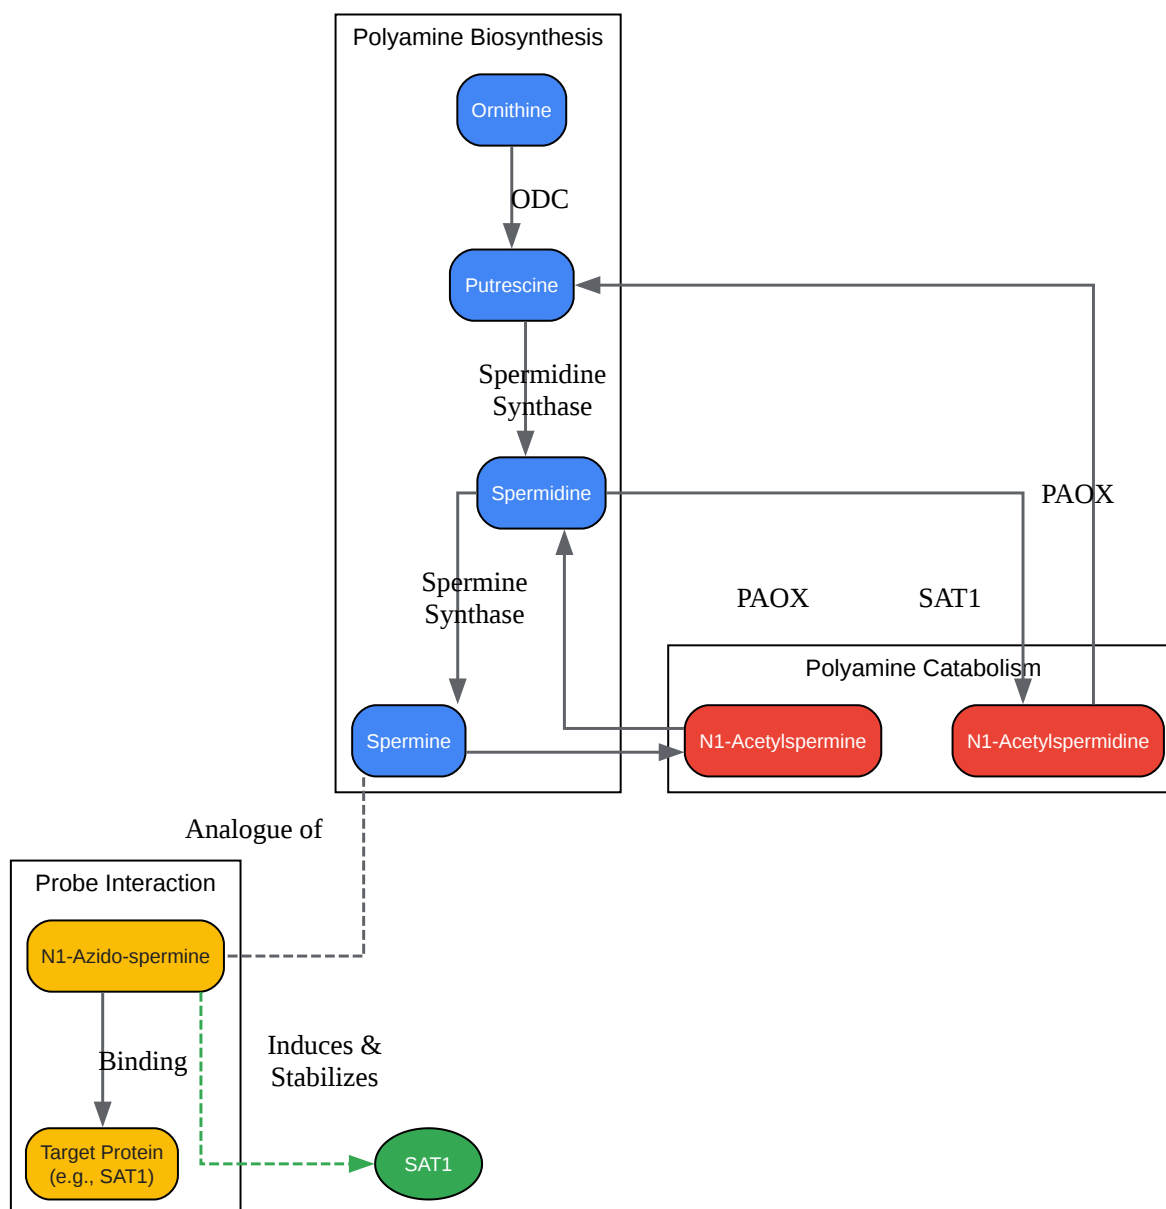 Polyamine Biosynthesis
Ornithine
ODC
Putrescine
Spermidine
Synthase
Spermidine
PAOX
Spermine
Synthase
PAOX
SAT1
Polyamine Catabolism
Spermine
N1-Acetylspermine
N1-Acetylspermidine
Analogue of
Probe Interaction
N1-Azido-spermine
Binding
Induces &
Stabilizes
Target Protein
(e.g., SAT1)
SAT1